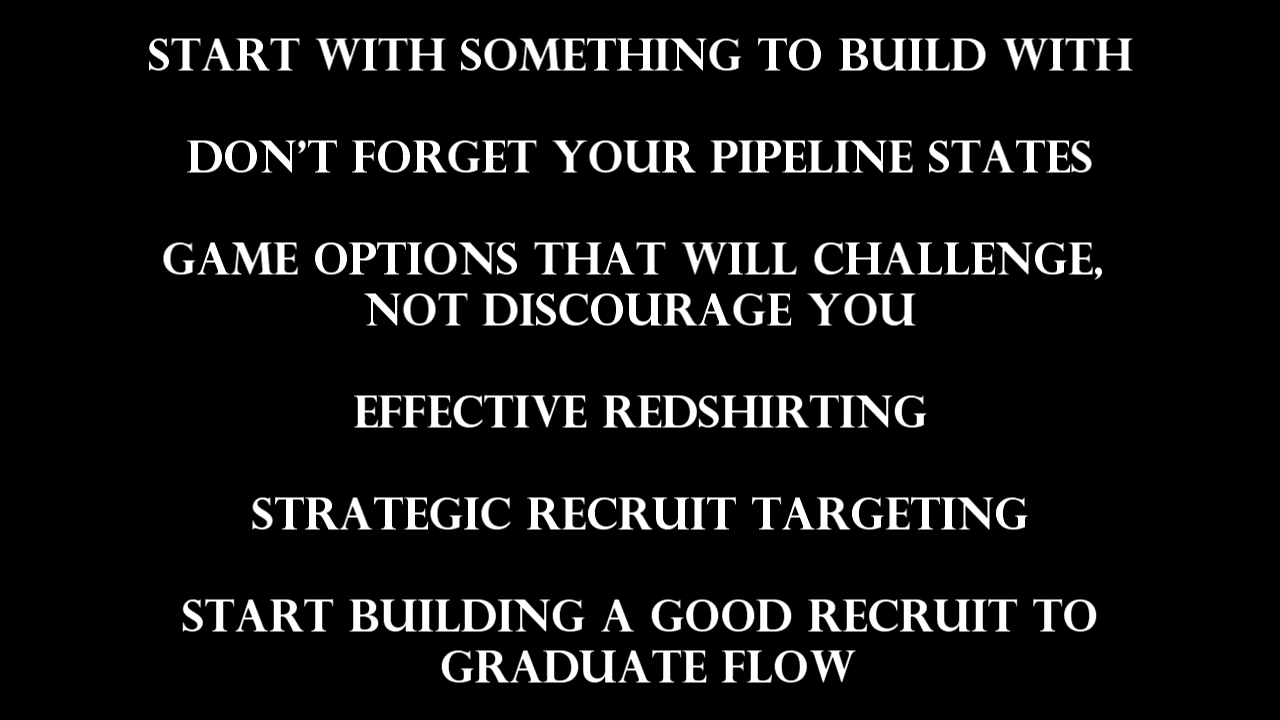 START WITH SOMETHING TO BUILD WITH
DON'T FORGET YOUR PIPELINE STATES
GAME OPTIONS THAT WILL CHALLENGE,
NOT DISCOURAGE YOU
EFFECTIVE REDSHIRTING
STRATEGIC RECRUIT TARGETING
START BUILDING A GOOD RECRUIT TO
GRADUATE FLOW